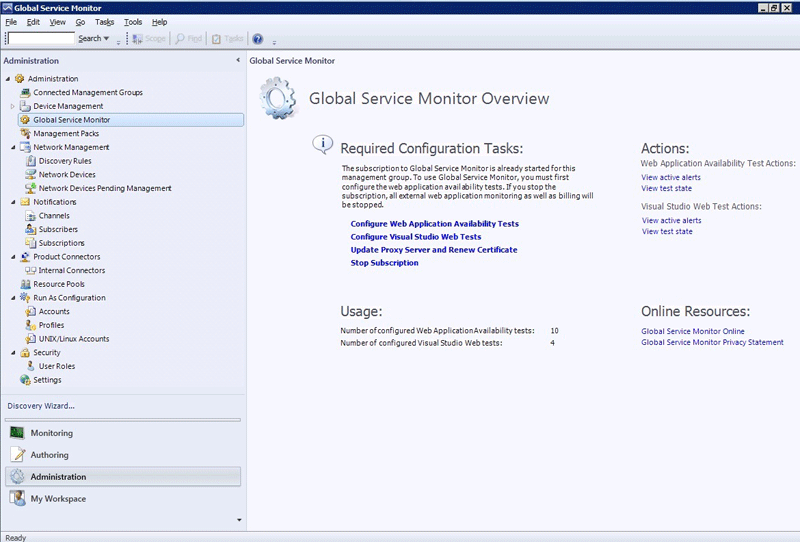 Global Service Monitor
File Edit View Go Tasks Tools Help
Search Scope Find Tasks
Administration
Administration
Connected Management Groups
Device Management
Global Service Monitor
Management Packs
Network Management
Discovery Rules
Network Devices
Network Devices Pending Management
Notifications
Channels
Subscribers
Subscriptions
Product Connectors
Internal Connectors
Resource Pools
Run As Configuration
Accounts
Profiles
UNIX/Linux Accounts
Security
User Roles
Settings
Discovery Wizard...
Monitoring
Authoring
Administration
My Workspace
Global Service Monitor
Global Service Monitor Overview
Required Configuration Tasks:
The subscription to Global Service Monitor is already started for this
management group. To use Global Service Monitor, you must first
configure the web application availability tests. If you stop the
subscription, all external web application monitoring as well as billing will
be stopped.
Configure Web Application Availability Tests
Configure Visual Studio Web Tests
Update Proxy Server and Renew Certificate
Stop Subscription
Actions:
Web Application Availability Test Actions:
View active alerts
View test state
Visual Studio Web Test Actions:
View active alerts
View test state
Usage:
Number of configured Web Application Availability tests: 10
Number of configured Visual Studio Web tests: 4
Online Resources:
Global Service Monitor Online
Global Service Monitor Privacy Statement
Ready